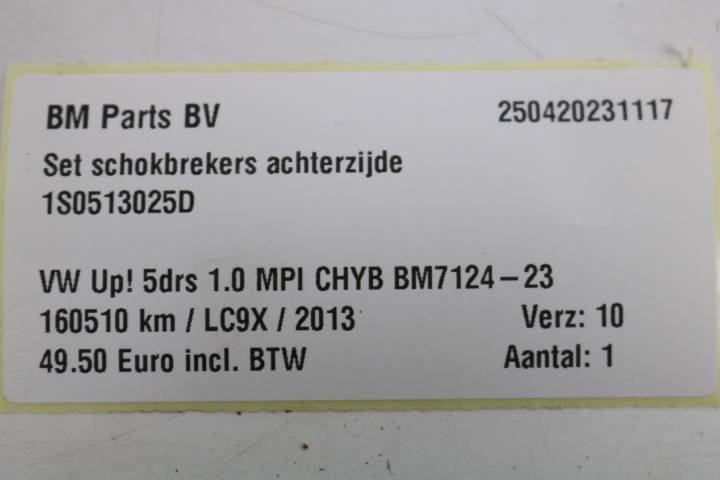 BM Parts BV 250420231117
Set schokbrekers achterzijde
1S0513025D
VW Up! 5drs 1.0 MPI CHYB BM7124-23
160510 km / LC9X / 2013 Verz: 10
49.50 Euro incl. BTW Aantal: 1